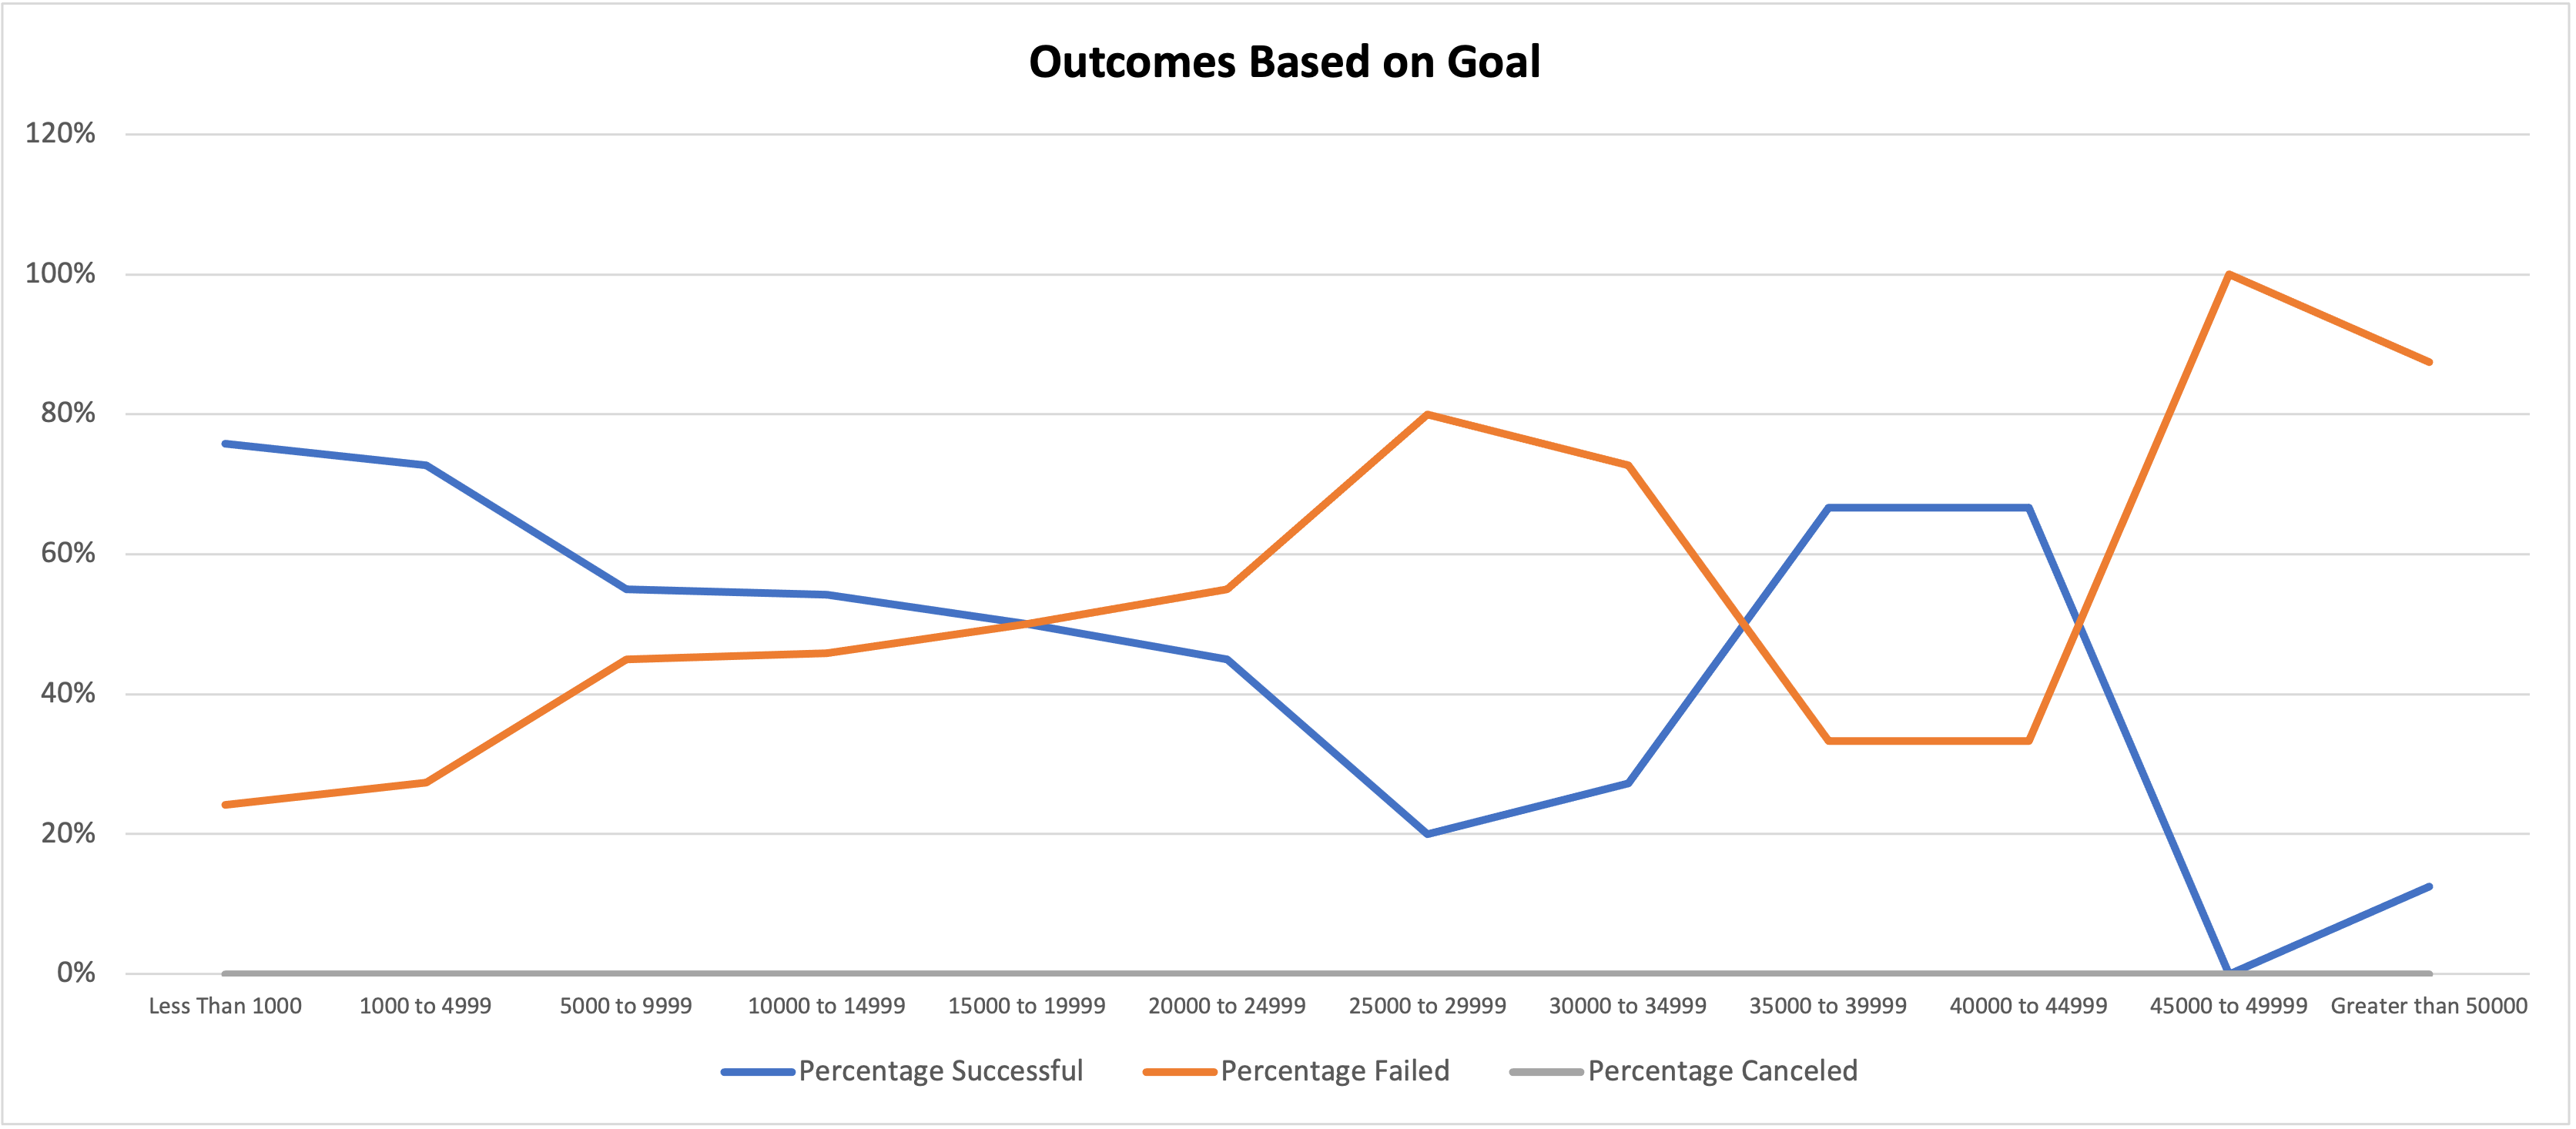 Outcomes Based on Goal
120%
100%
80%
60%
40%
20%
0%
Less Than 1000 1000 to 4999 5000 to 9999 10000 to 14999 15000 to 19999 20000 to 24999 25000 to 29999 30000 to 34999 35000 to 39999 40000 to 44999 45000 to 49999 Greater than 50000
Percentage Successful Percentage Failed Percentage Canceled